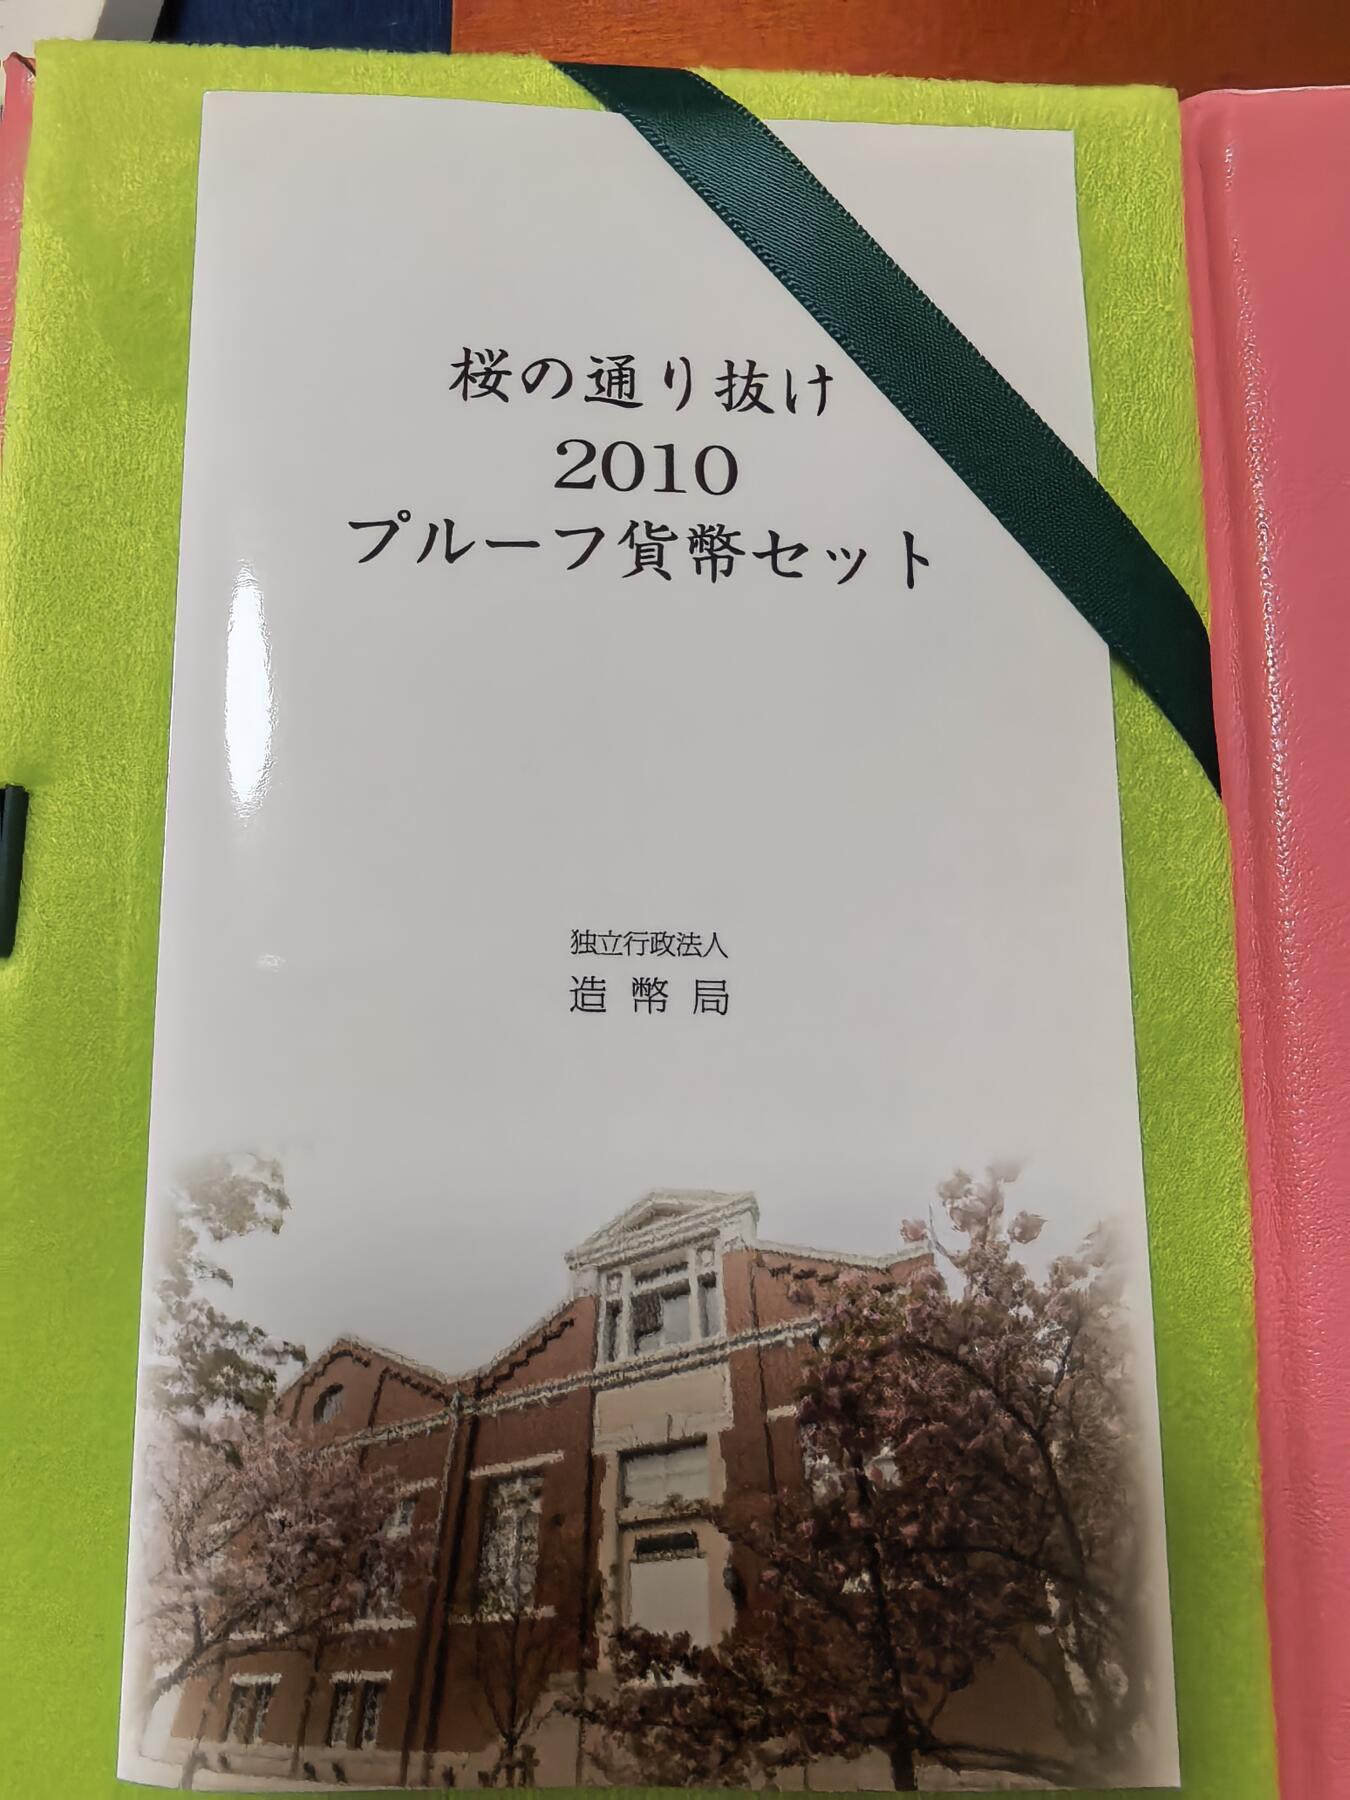 桜の通り抜け
2010
プルーフ貨幣セット
独立行政法人
造幣局